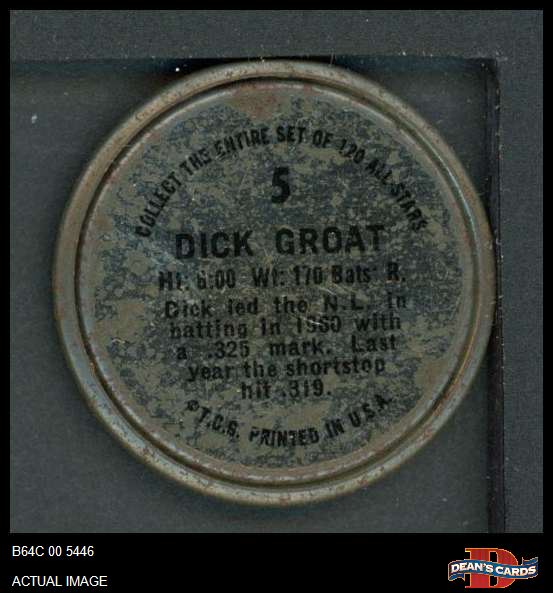 COLLECT THE ENTIRE SET OF 120 ALL STARS
5
DICK GROAT
Ht: 6:00 Wt: 170 Bats: R.
Dick led the N.L. in
batting in 1960 with
a .325 mark. Last
year the shortstop
hit .319.
©T.C.G. PRINTED IN U.S.A.
B64C 00 5446
ACTUAL IMAGE
D
DEAN'S CARDS